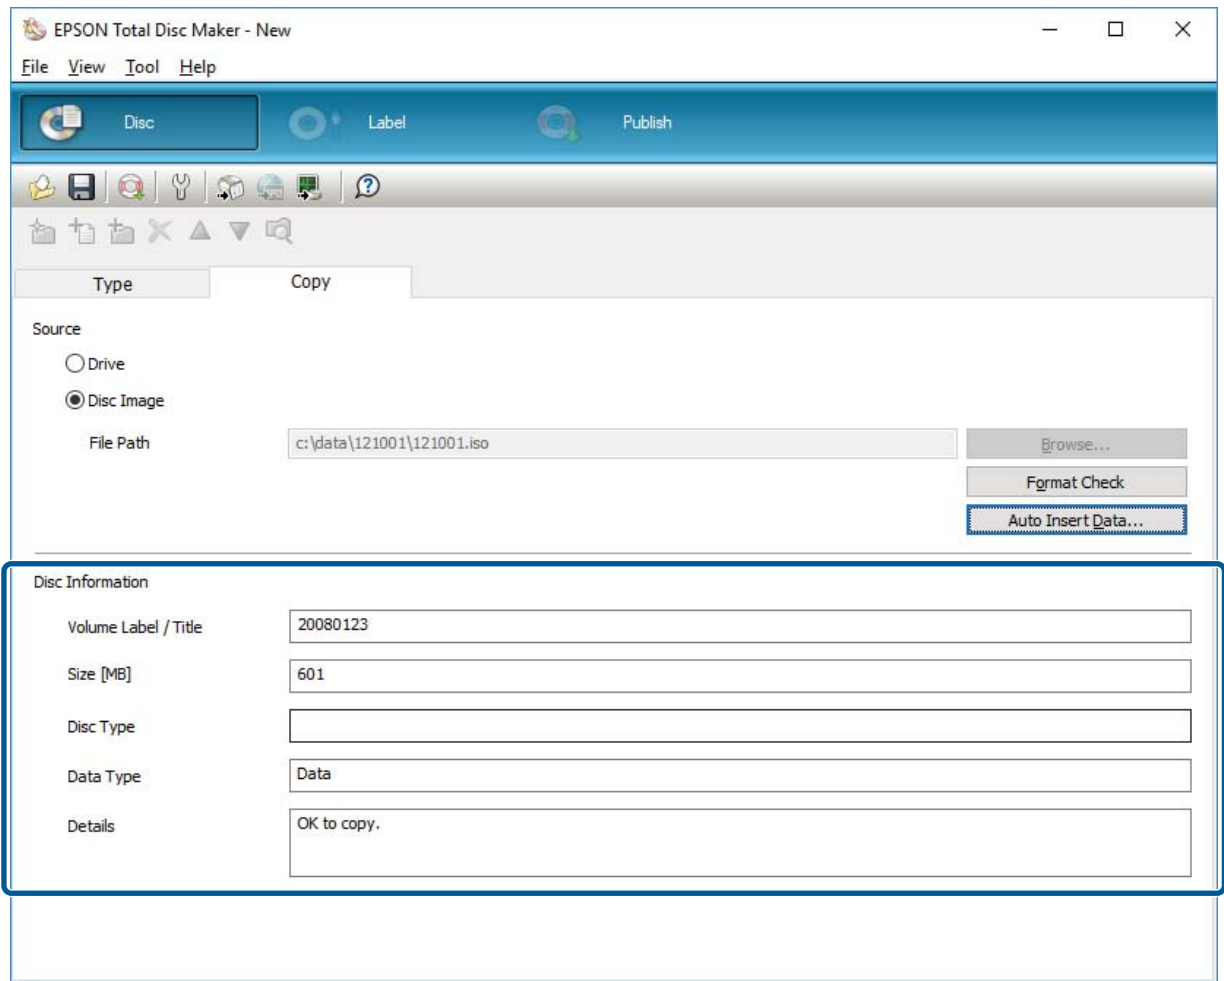 EPSON Total Disc Maker - New
File View Tool Help
Disc Label Publish
Type Copy
Source
Drive
Disc Image
File Path c:\data\121001\121001.iso Browse...
Format Check
Auto Insert Data...
Disc Information
Volume Label / Title 20080123
Size [MB] 601
Disc Type
Data Type Data
Details OK to copy.